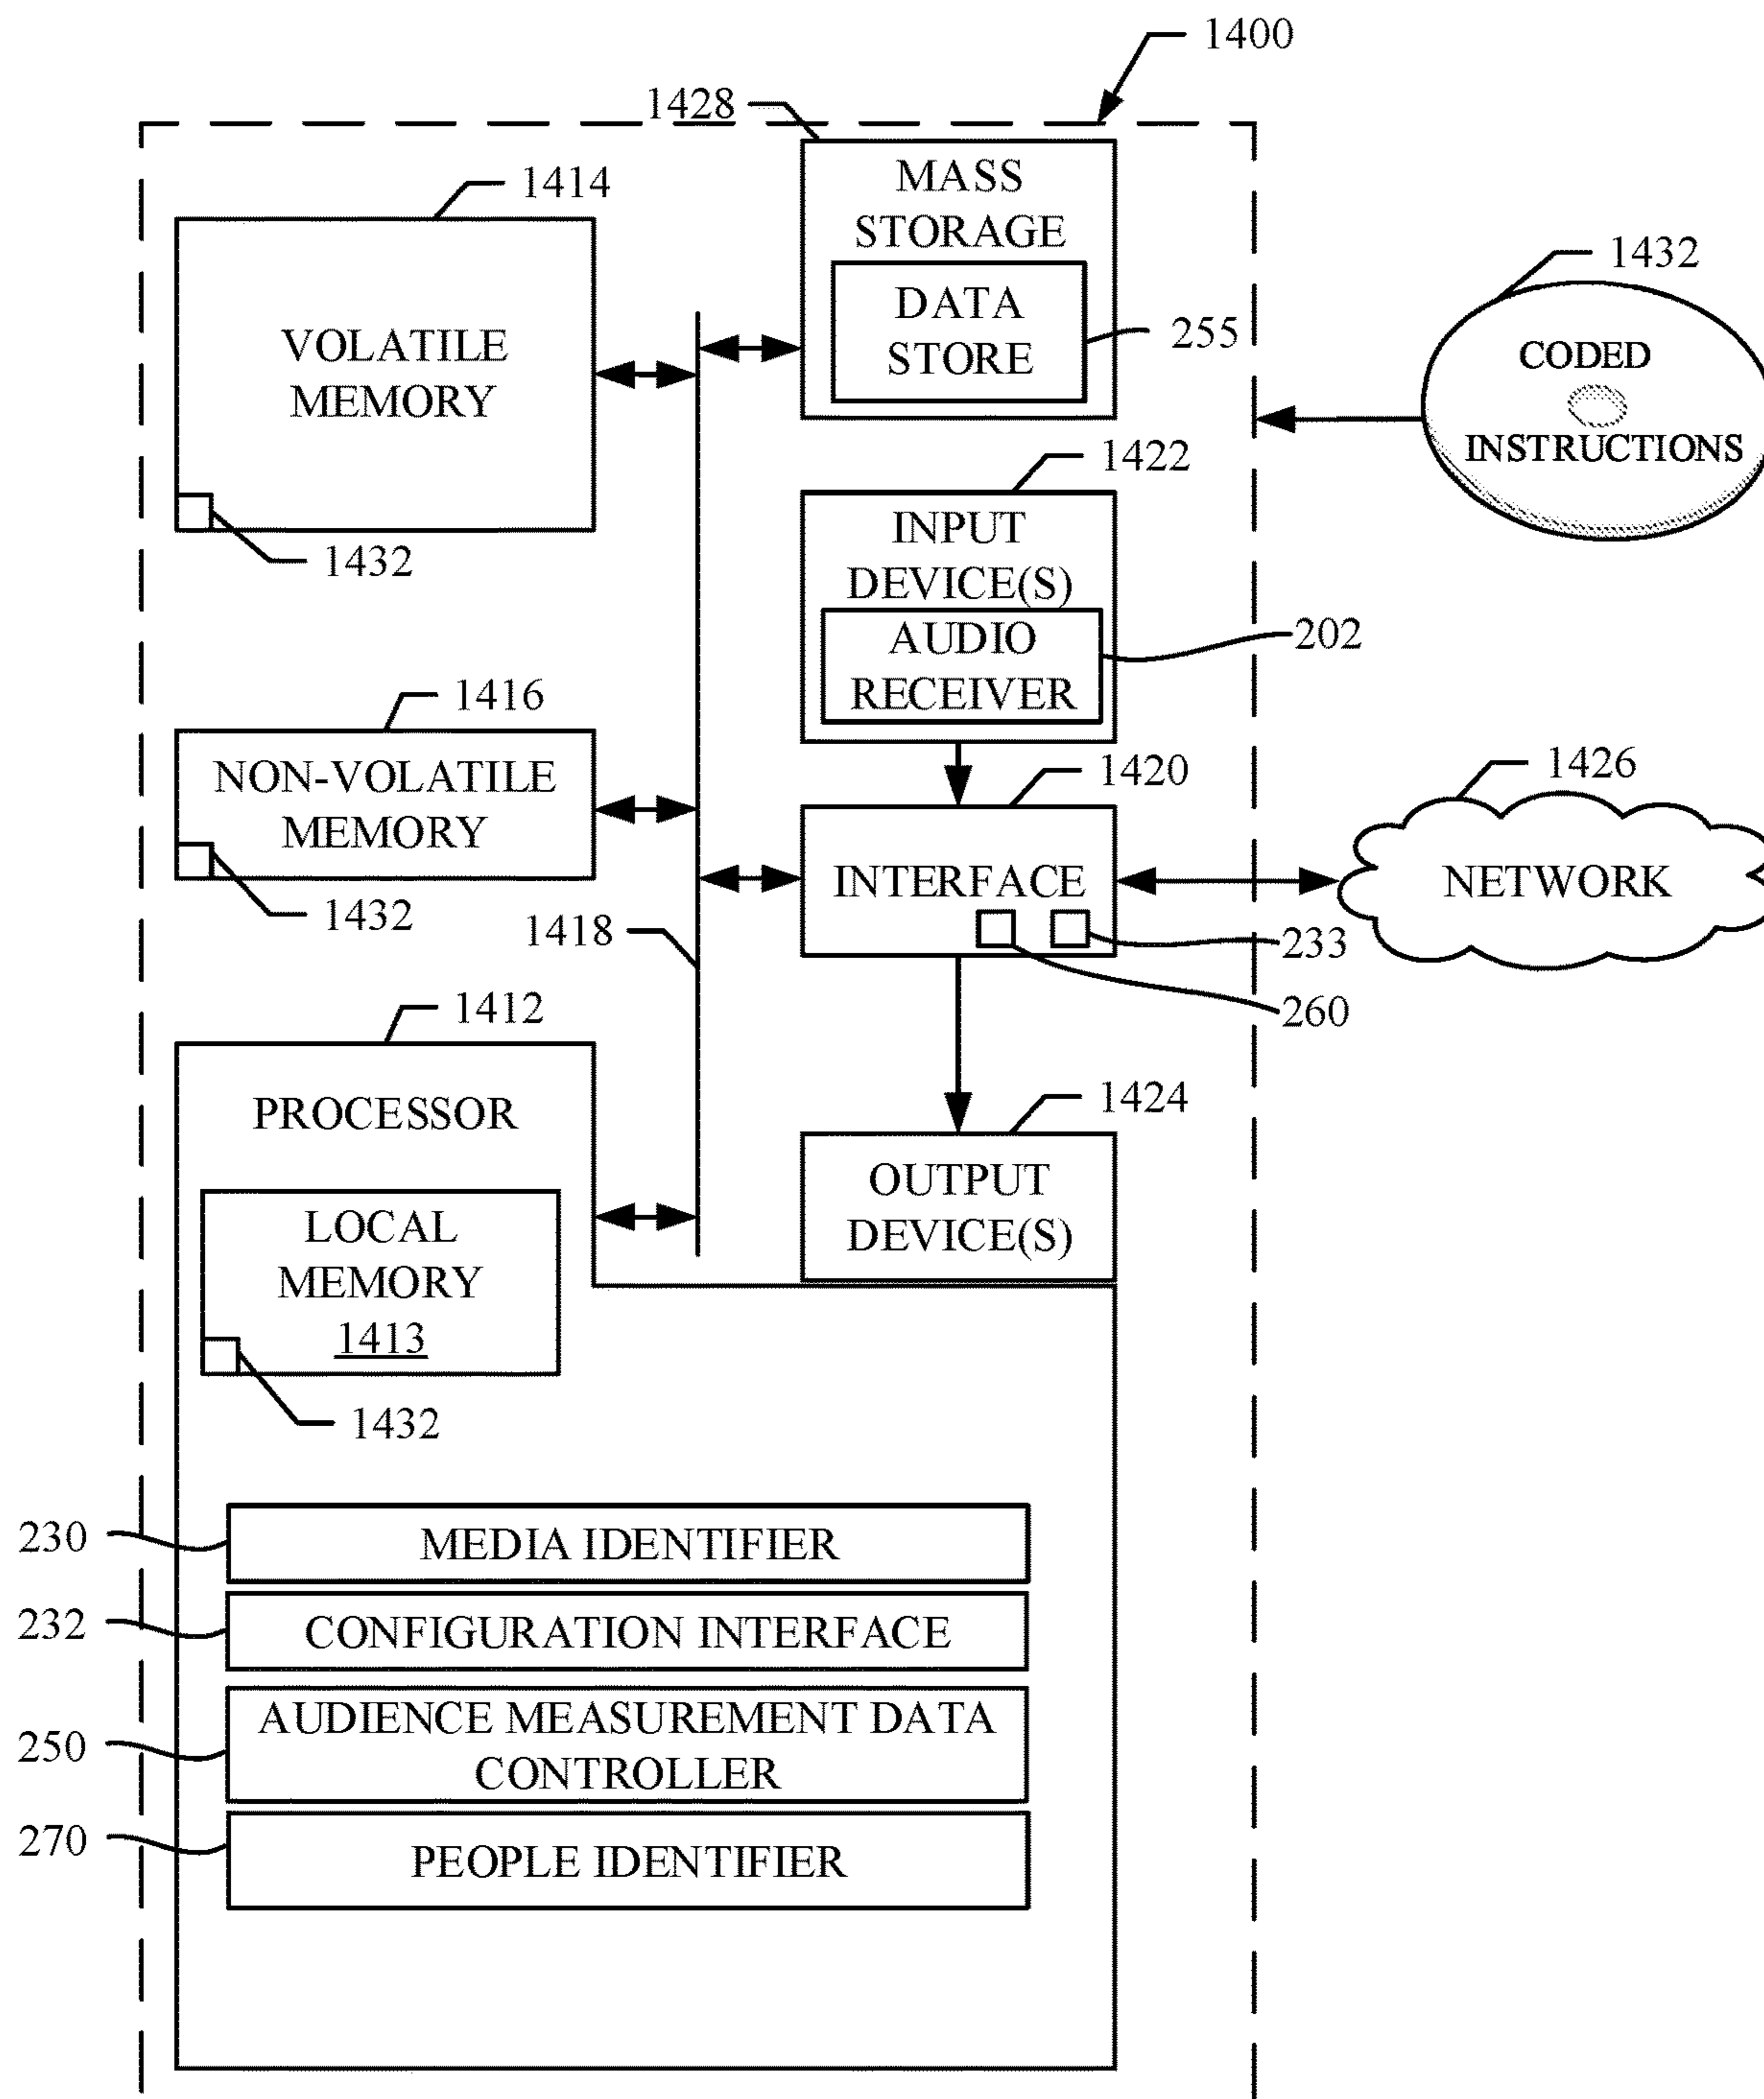 1400
1428
MASS
STORAGE
DATA
STORE
255
1414
VOLATILE
MEMORY
1432
1432
CODED
INSTRUCTIONS
1422
INPUT
DEVICE(S)
AUDIO
RECEIVER
202
1416
NON-VOLATILE
MEMORY
1432
1420
INTERFACE
233
260
1426
NETWORK
1418
1412
PROCESSOR
LOCAL
MEMORY
1413
1432
1424
OUTPUT
DEVICE(S)
230
MEDIA IDENTIFIER
232
CONFIGURATION INTERFACE
250
AUDIENCE MEASUREMENT DATA
CONTROLLER
270
PEOPLE IDENTIFIER